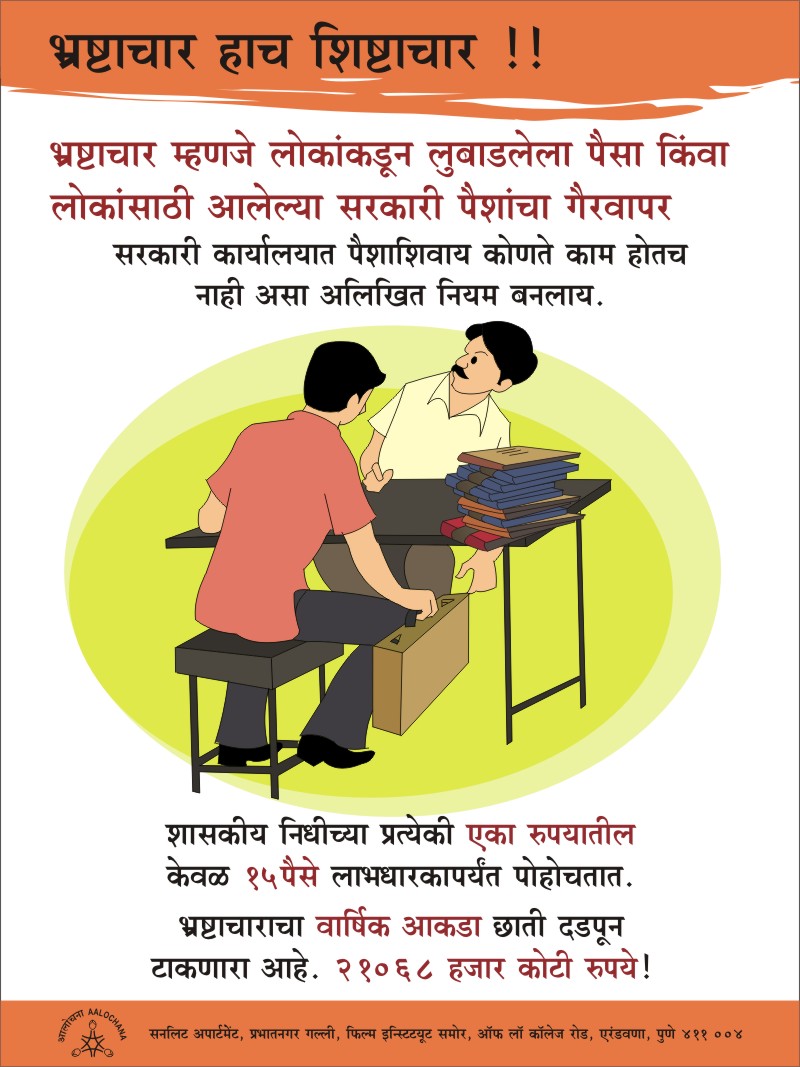 भ्रष्टाचार हाच शिष्टाचार !!
भ्रष्टाचार म्हणजे लोकांकडून लुबाडलेला पैसा किंवा
लोकांसाठी आलेल्या सरकारी पैशांचा गैरवापर
सरकारी कार्यालयात पैशाशिवाय कोणते काम होतच
नाही असा अलिखित नियम बनलाय.
शासकीय निधीच्या प्रत्येकी एका रुपयातील
केवळ १५पैसे लाभधारकापर्यंत पोहोचतात.
भ्रष्टाचाराचा वार्षिक आकडा छाती दडपून
टाकणारा आहे. २१०६८ हजार कोटी रुपये!
आलोचना AALOCHANA
सनलिट अपार्टमेंट, प्रभातनगर गल्ली, फिल्म इन्स्टिटयूट समोर, ऑफ लॉ कॉलेज रोड, एरंडवणा, पुणे ४११ ००४